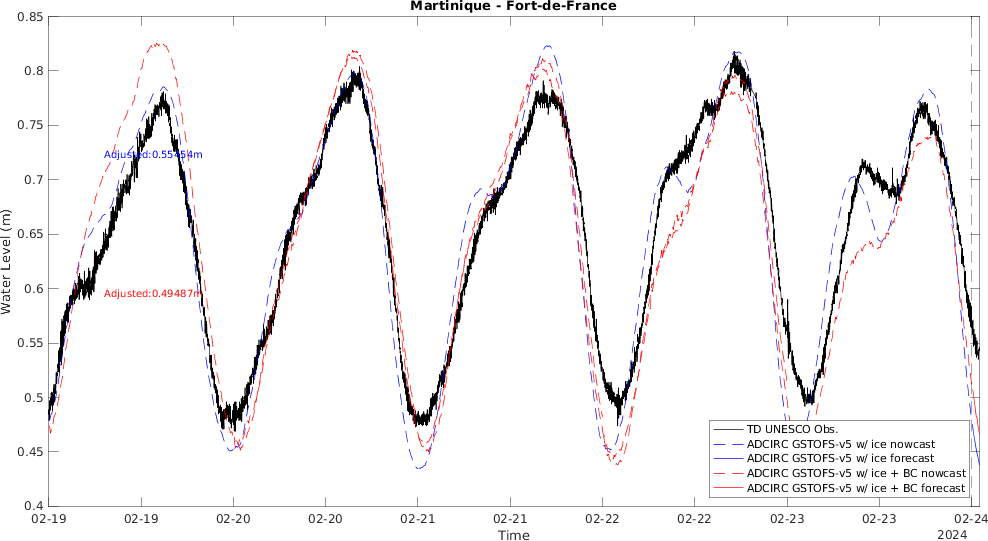 Martinique - Fort-de-France
0.85
0.8
0.75
0.7
0.65
0.6
0.55
0.5
0.45
0.4
Water Level (m)
Adjusted:0.55454m
Adjusted:0.49487m
TD UNESCO Obs.
ADCIRC GSTOFS-v5 w/ ice nowcast
ADCIRC GSTOFS-v5 w/ ice forecast
ADCIRC GSTOFS-v5 w/ ice + BC nowcast
ADCIRC GSTOFS-v5 w/ ice + BC forecast
02-19 02-19 02-20 02-20 02-21 02-21 02-22 02-22 02-23 02-23 02-24
Time
2024